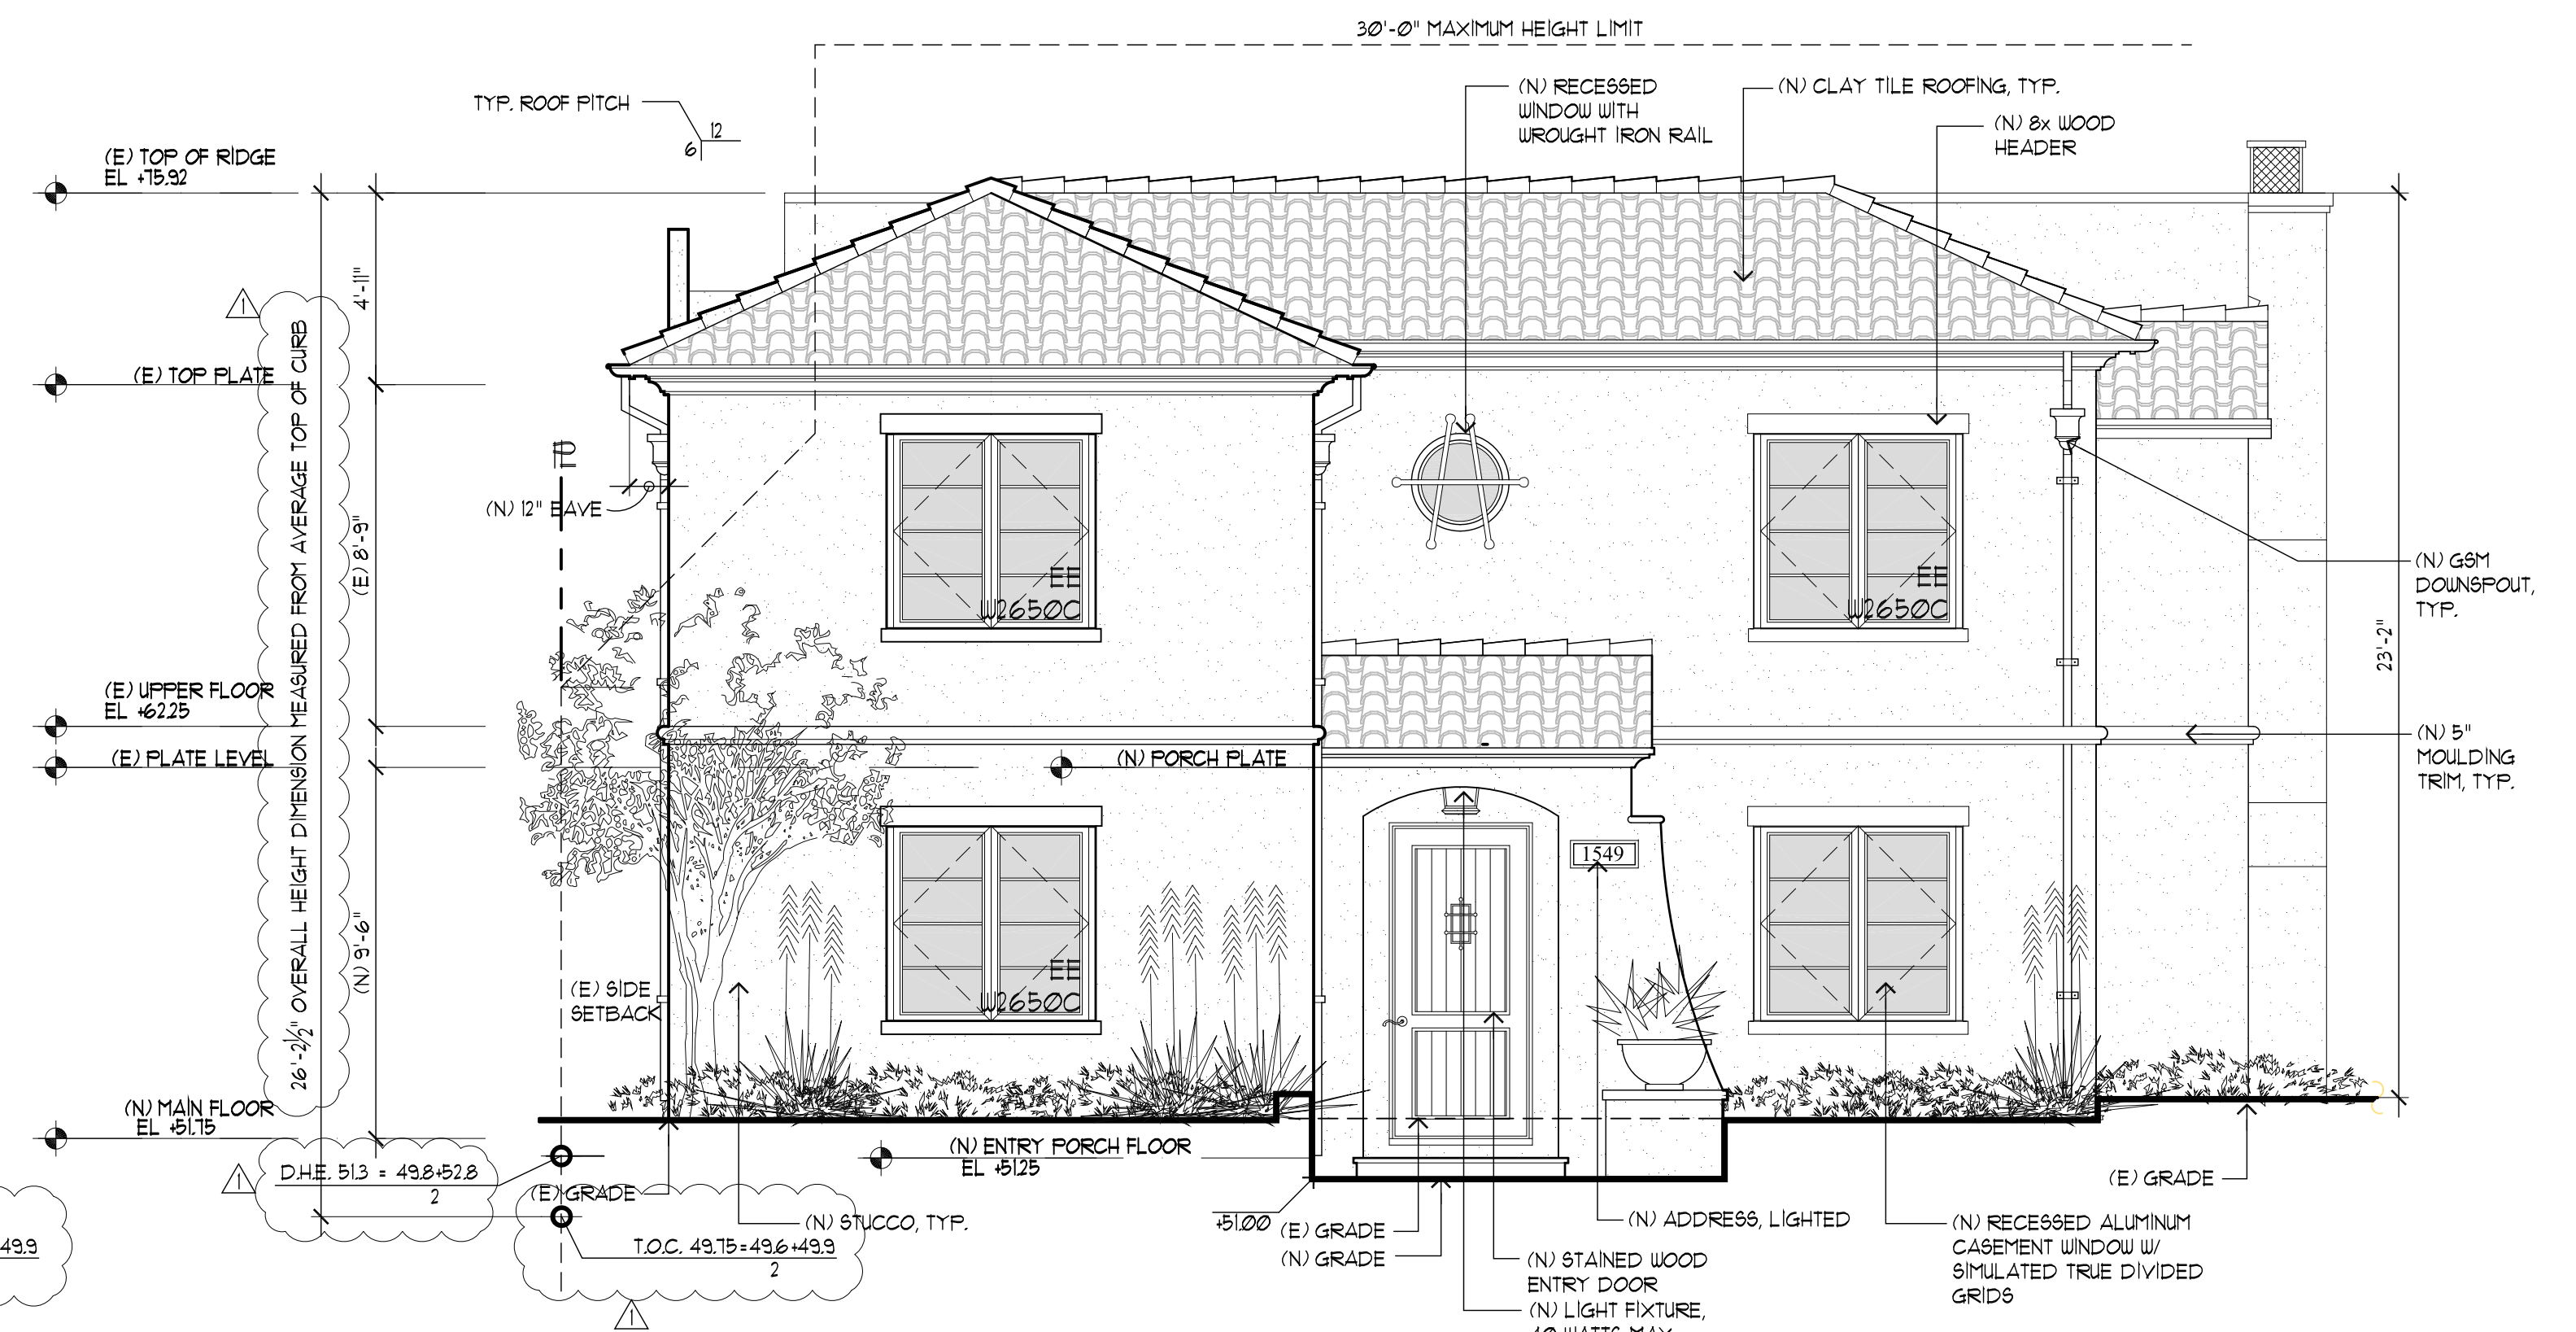 30'-0" MAXIMUM HEIGHT LIMIT
TYP. ROOF PITCH
12
6
(N) RECESSED
WINDOW WITH
WROUGHT IRON RAIL
(N) CLAY TILE ROOFING, TYP.
(N) 8x WOOD
HEADER
(E) TOP OF RIDGE
EL +75.92
4'-11"
1
(E) TOP PLATE
26'-2½" OVERALL HEIGHT DIMENSION MEASURED FROM AVERAGE TOP OF CURB
(E) 8'-9"
(N) 12" EAVE
EE
W2650C
EE
W2650C
(N) GSM
DOWNSPOUT,
TYP.
23'-2"
(E) UPPER FLOOR
EL +62.25
(E) PLATE LEVEL
(N) PORCH PLATE
(N) 5"
MOULDING
TRIM, TYP.
1549
(N) 9'-6"
(E) SIDE
SETBACK
EE
W2650C
(N) MAIN FLOOR
EL +51.75
(N) ENTRY PORCH FLOOR
EL +51.25
1
D.H.E. 51.3 = 49.8+52.8
2
(E) GRADE
(N) STUCCO, TYP.
+51.00
(E) GRADE
(N) GRADE
(N) ADDRESS, LIGHTED
(E) GRADE
49.9
T.O.C. 49.75=49.6+49.9
2
1
(N) STAINED WOOD
ENTRY DOOR
(N) LIGHT FIXTURE,
(N) RECESSED ALUMINUM
CASEMENT WINDOW W/
SIMULATED TRUE DIVIDED
GRIDS